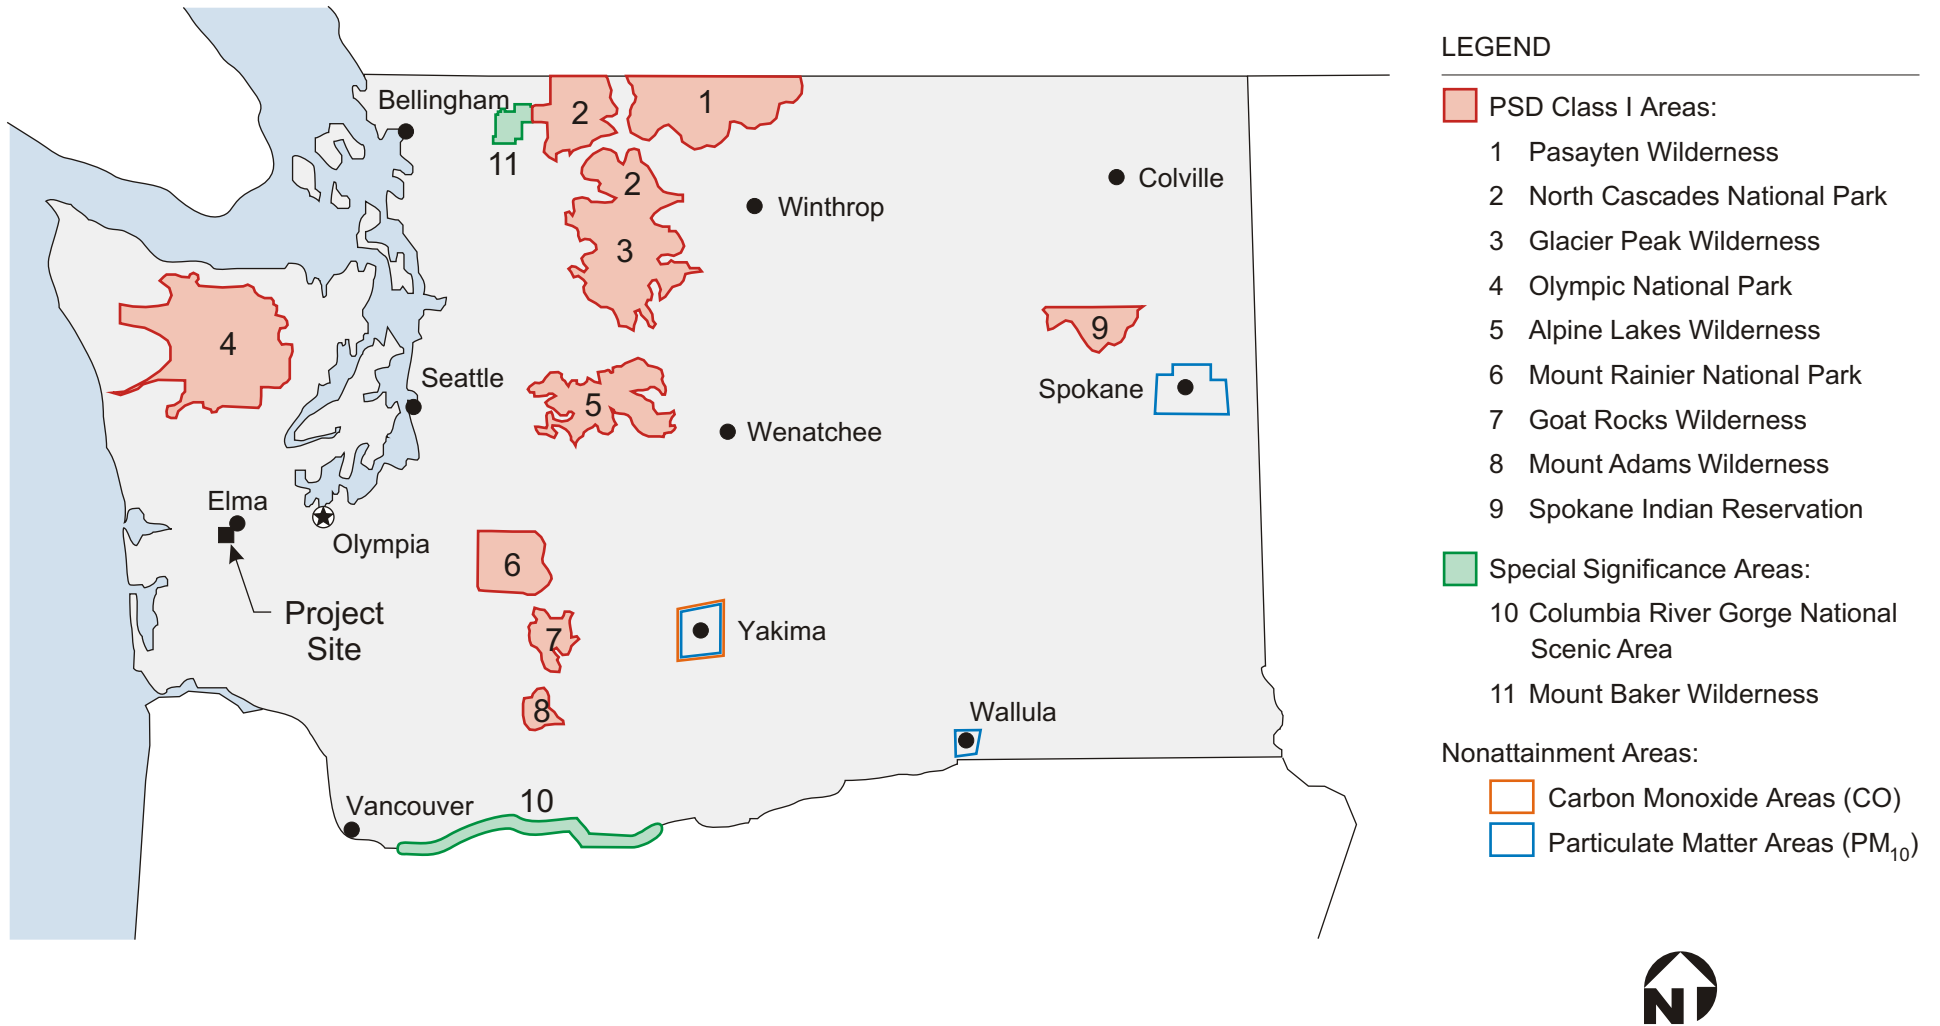 Bellingham
2
1
11
2
Colville
Winthrop
3
4
9
Seattle
Spokane
5
Wenatchee
Elma
Olympia
6
Project
Site
7
Yakima
8
Wallula
Vancouver
10
LEGEND
PSD Class I Areas:
1 Pasayten Wilderness
2 North Cascades National Park
3 Glacier Peak Wilderness
4 Olympic National Park
5 Alpine Lakes Wilderness
6 Mount Rainier National Park
7 Goat Rocks Wilderness
8 Mount Adams Wilderness
9 Spokane Indian Reservation
Special Significance Areas:
10 Columbia River Gorge National
Scenic Area
11 Mount Baker Wilderness
Nonattainment Areas:
Carbon Monoxide Areas (CO)
Particulate Matter Areas (PM₁₀)
N